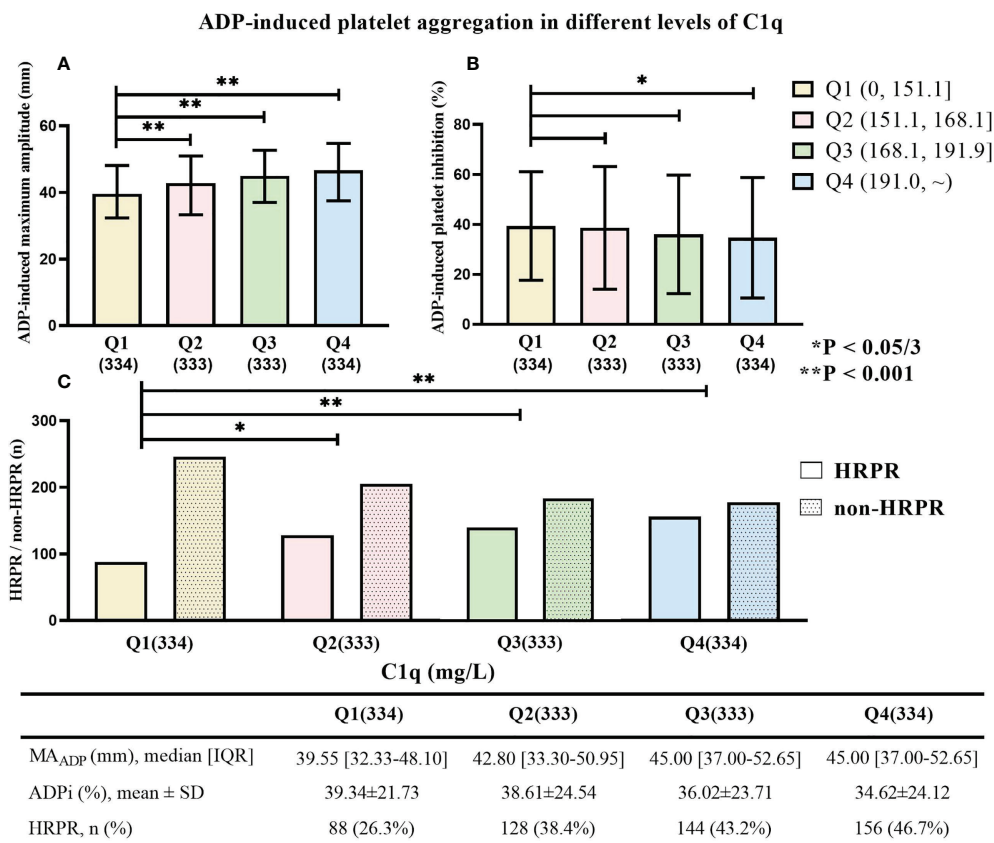 ADP-induced platelet aggregation in different levels of C1q
A
ADP-induced maximum amplitude (mm)
60
40
20
0
**
**
**
Q1 Q2 Q3 Q4
(334) (333) (333) (334)
B
ADP-induced platelet inhibition (%)
80
60
40
20
0
*
Q1 Q2 Q3 Q4
(334) (333) (333) (334)
Q1 (0, 151.1]
Q2 (151.1, 168.1]
Q3 (168.1, 191.9]
Q4 (191.0, ~)
*P < 0.05/3
**P < 0.001
C
HRPR / non-HRPR (n)
300
200
100
0
**
**
*
HRPR
non-HRPR
Q1(334) Q2(333) Q3(333) Q4(334)
C1q (mg/L)
Q1(334) Q2(333) Q3(333) Q4(334)
MAADP (mm), median [IQR] 39.55 [32.33-48.10] 42.80 [33.30-50.95] 45.00 [37.00-52.65] 45.00 [37.00-52.65]
ADPi (%), mean ± SD 39.34±21.73 38.61±24.54 36.02±23.71 34.62±24.12
HRPR, n (%) 88 (26.3%) 128 (38.4%) 144 (43.2%) 156 (46.7%)